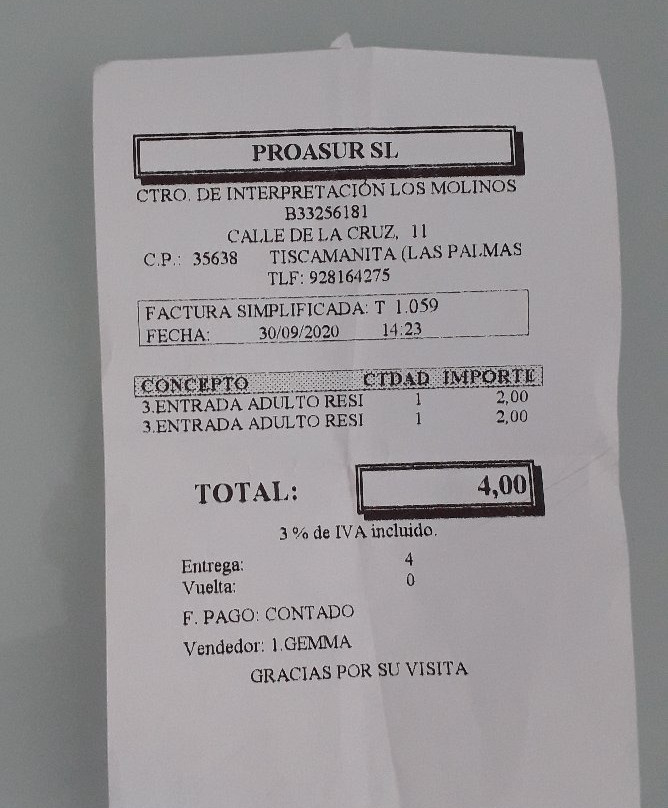 PROASUR SL
CTRO. DE INTERPRETACIÓN LOS MOLINOS
B33256181
CALLE DE LA CRUZ, 11
C.P.: 35638 TISCAMANITA (LAS PALMAS
TLF: 928164275
FACTURA SIMPLIFICADA: T 1.059
FECHA: 30/09/2020 14:23
CONCEPTO CTDAD IMPORTE
3.ENTRADA ADULTO RESI 1 2,00
3.ENTRADA ADULTO RESI 1 2,00
TOTAL: 4,00
3 % de IVA incluido.
Entrega: 4
Vuelta: 0
F. PAGO: CONTADO
Vendedor: 1.GEMMA
GRACIAS POR SU VISITA